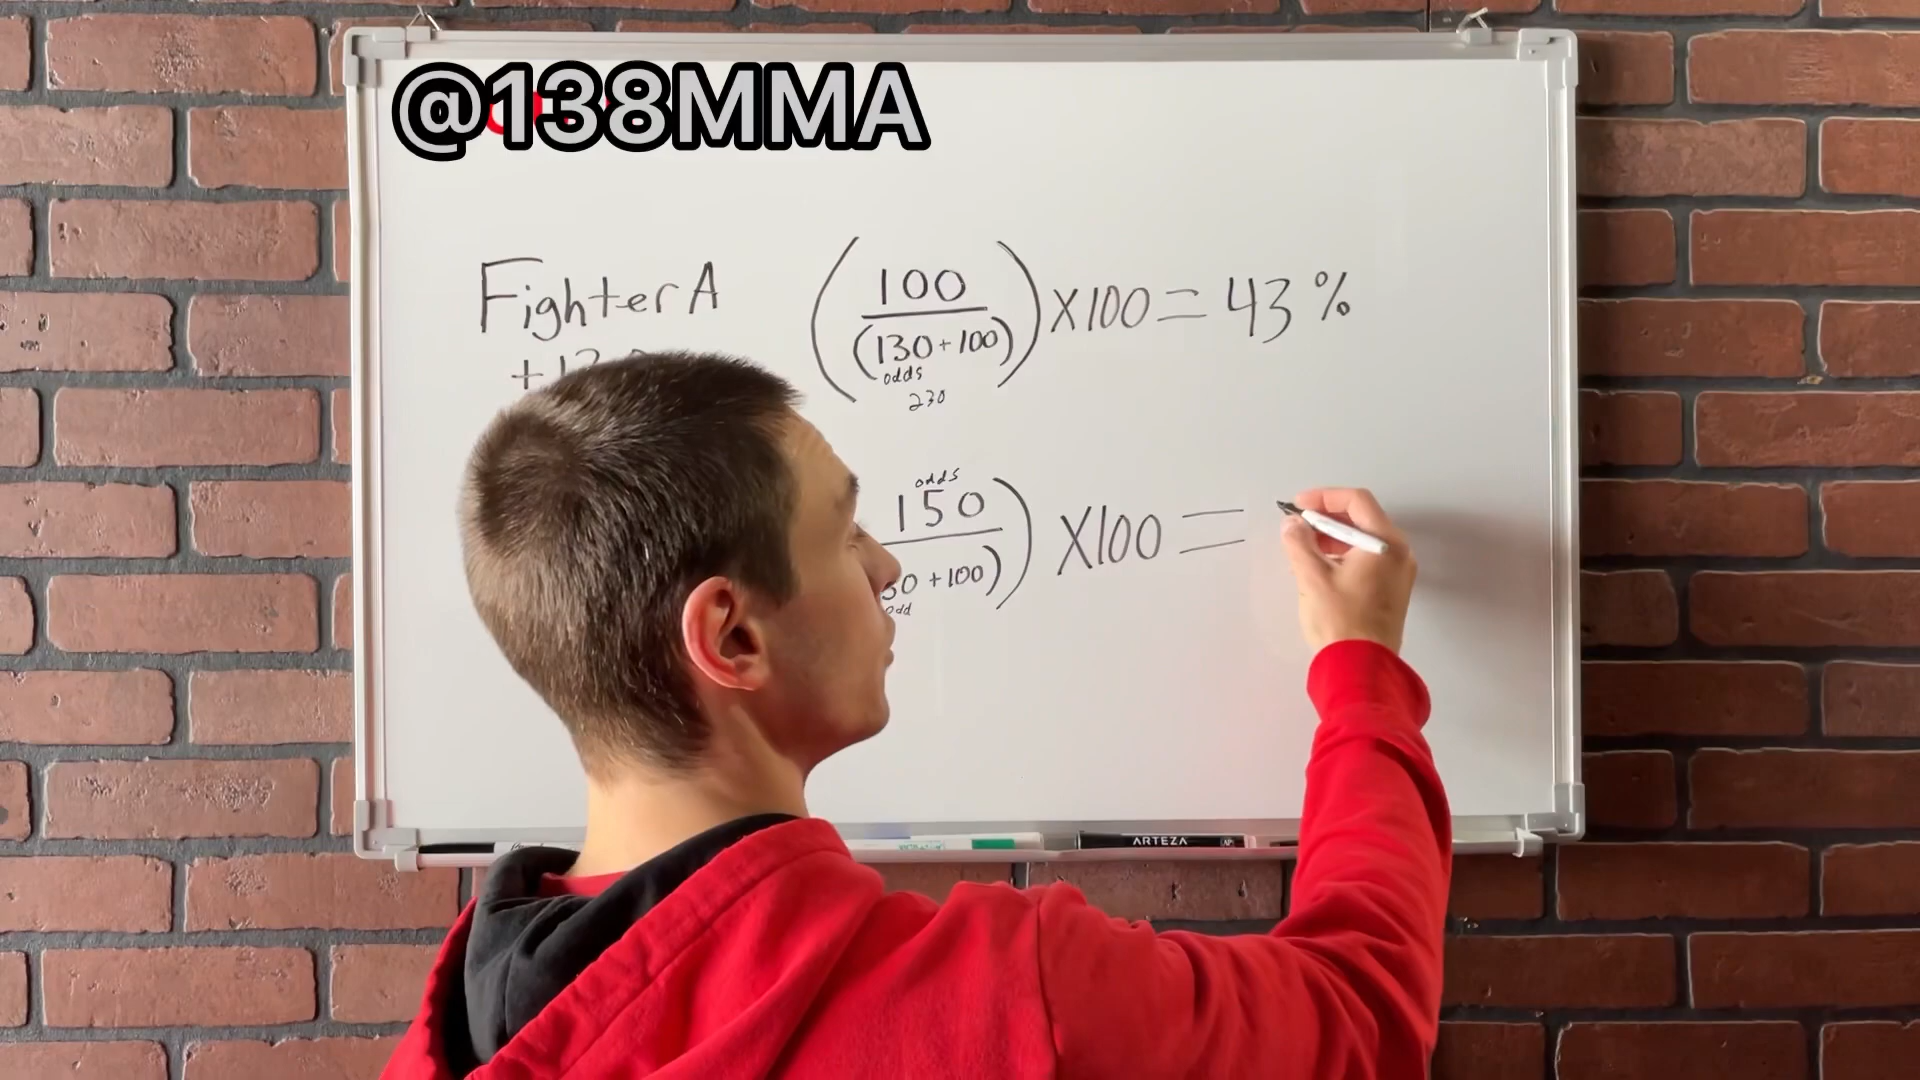 @138MMA
Fighter A
100
(130+100)
X100 = 43%
odds
230
odds
150
+100)
X100 =
odd
ARTEZA